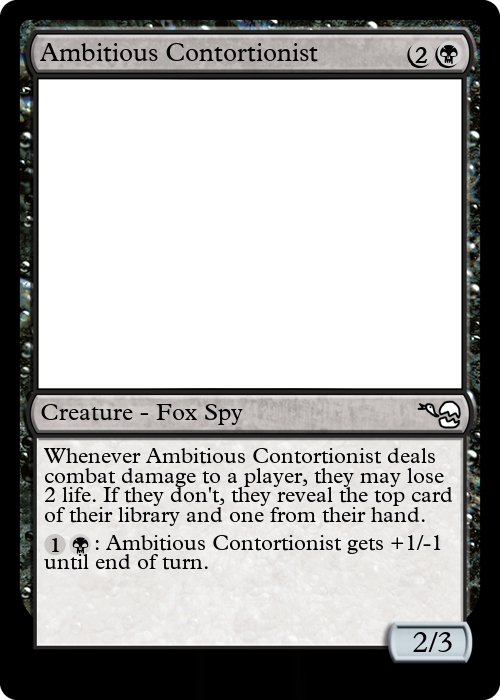 Ambitious Contortionist 2
Creature - Fox Spy
Whenever Ambitious Contortionist deals
combat damage to a player, they may lose
2 life. If they don't, they reveal the top card
of their library and one from their hand.
1 : Ambitious Contortionist gets +1/-1
until end of turn.
2/3